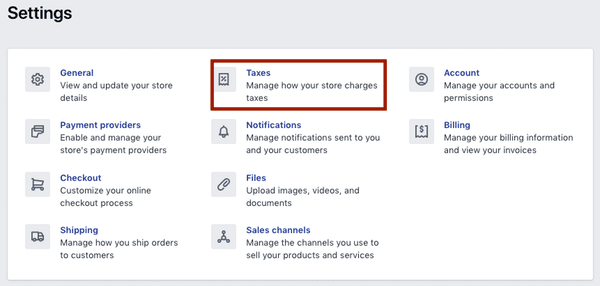 Settings
General
View and update your store
details
Payment providers
Enable and manage your
store's payment providers
Checkout
Customize your online
checkout process
Shipping
Manage how you ship orders
to customers
Taxes
Manage how your store charges
taxes
Notifications
Manage notifications sent to you
and your customers
Files
Upload images, videos, and
documents
Sales channels
Manage the channels you use to
sell your products and services
Account
Manage your accounts and
permissions
Billing
Manage your billing information
and view your invoices